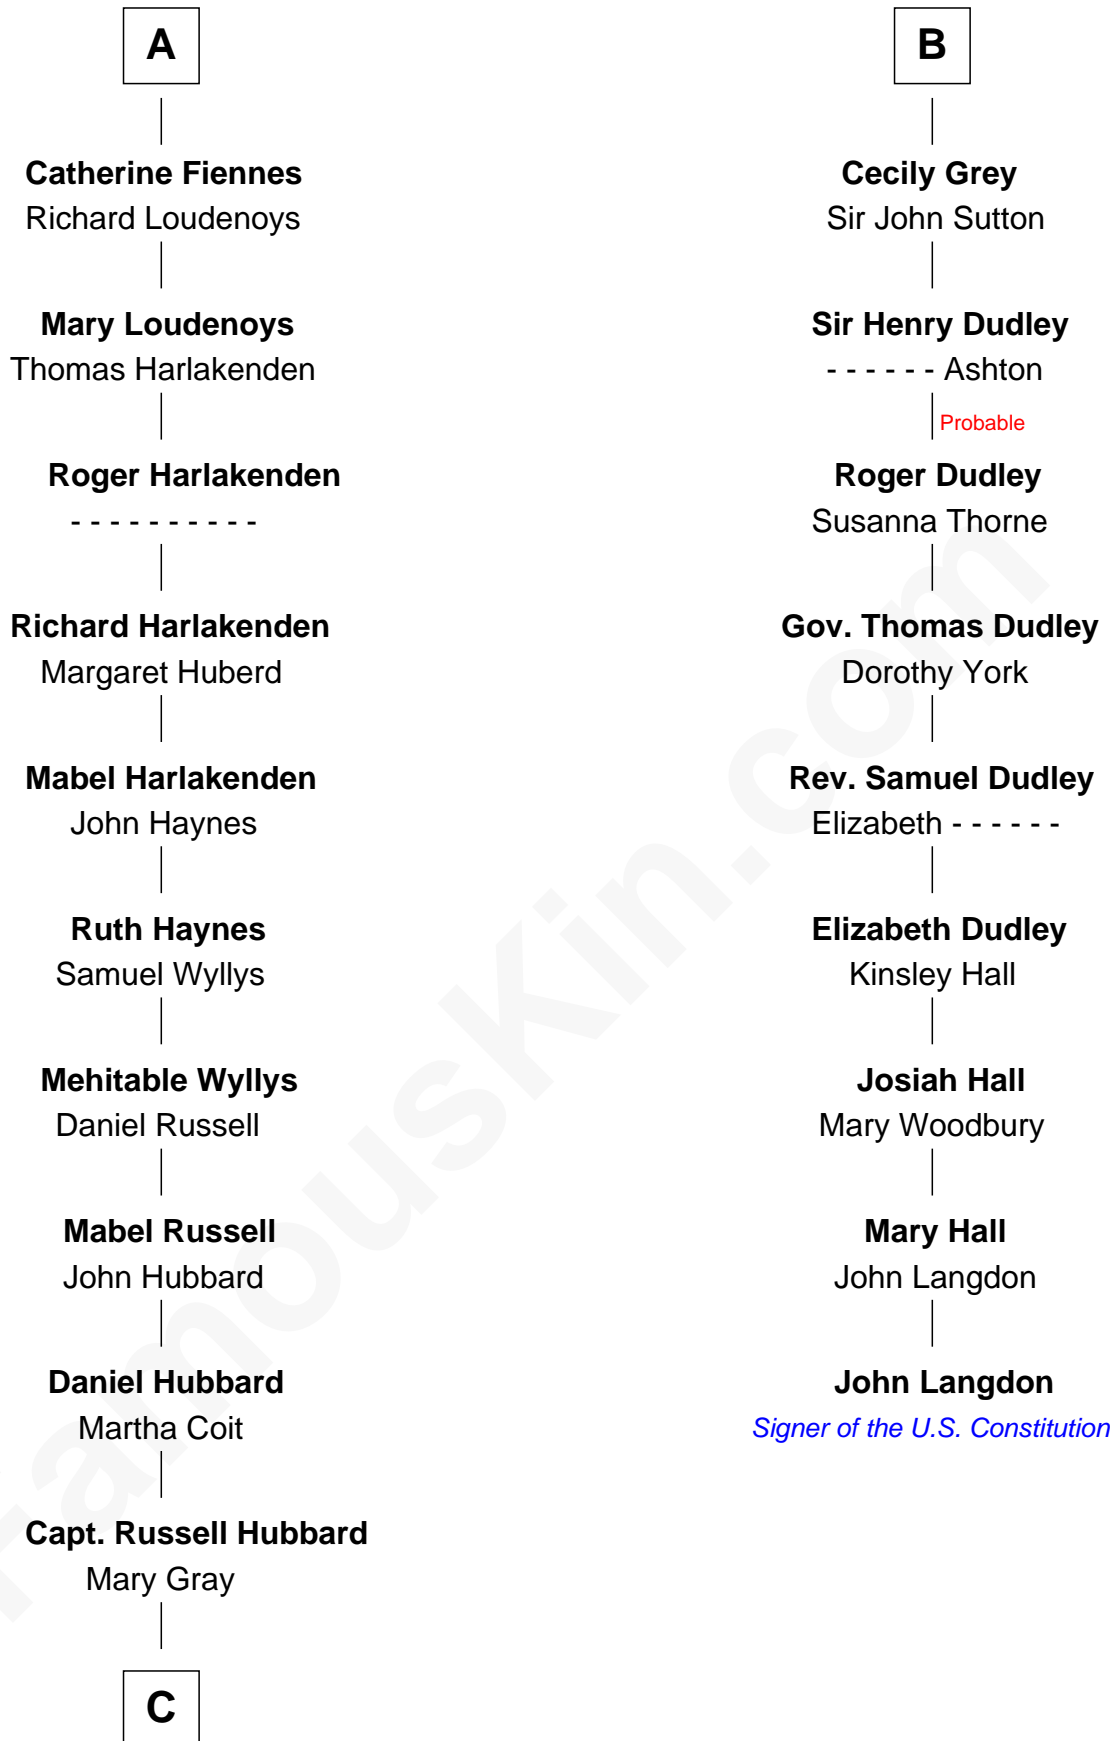 A
Catherine Fiennes
Richard Loudenoys
Mary Loudenoys
Thomas Harlakenden
Roger Harlakenden
- - - - - - - - - -
Richard Harlakenden
Margaret Huberd
Mabel Harlakenden
John Haynes
Ruth Haynes
Samuel Wyllys
Mehitable Wyllys
Daniel Russell
Mabel Russell
John Hubbard
Daniel Hubbard
Martha Coit
Capt. Russell Hubbard
Mary Gray
C
B
Cecily Grey
Sir John Sutton
Sir Henry Dudley
- - - - - - Ashton
Probable
Roger Dudley
Susanna Thorne
Gov. Thomas Dudley
Dorothy York
Rev. Samuel Dudley
Elizabeth - - - - - -
Elizabeth Dudley
Kinsley Hall
Josiah Hall
Mary Woodbury
Mary Hall
John Langdon
John Langdon
Signer of the U.S. Constitution
FamousKin.com